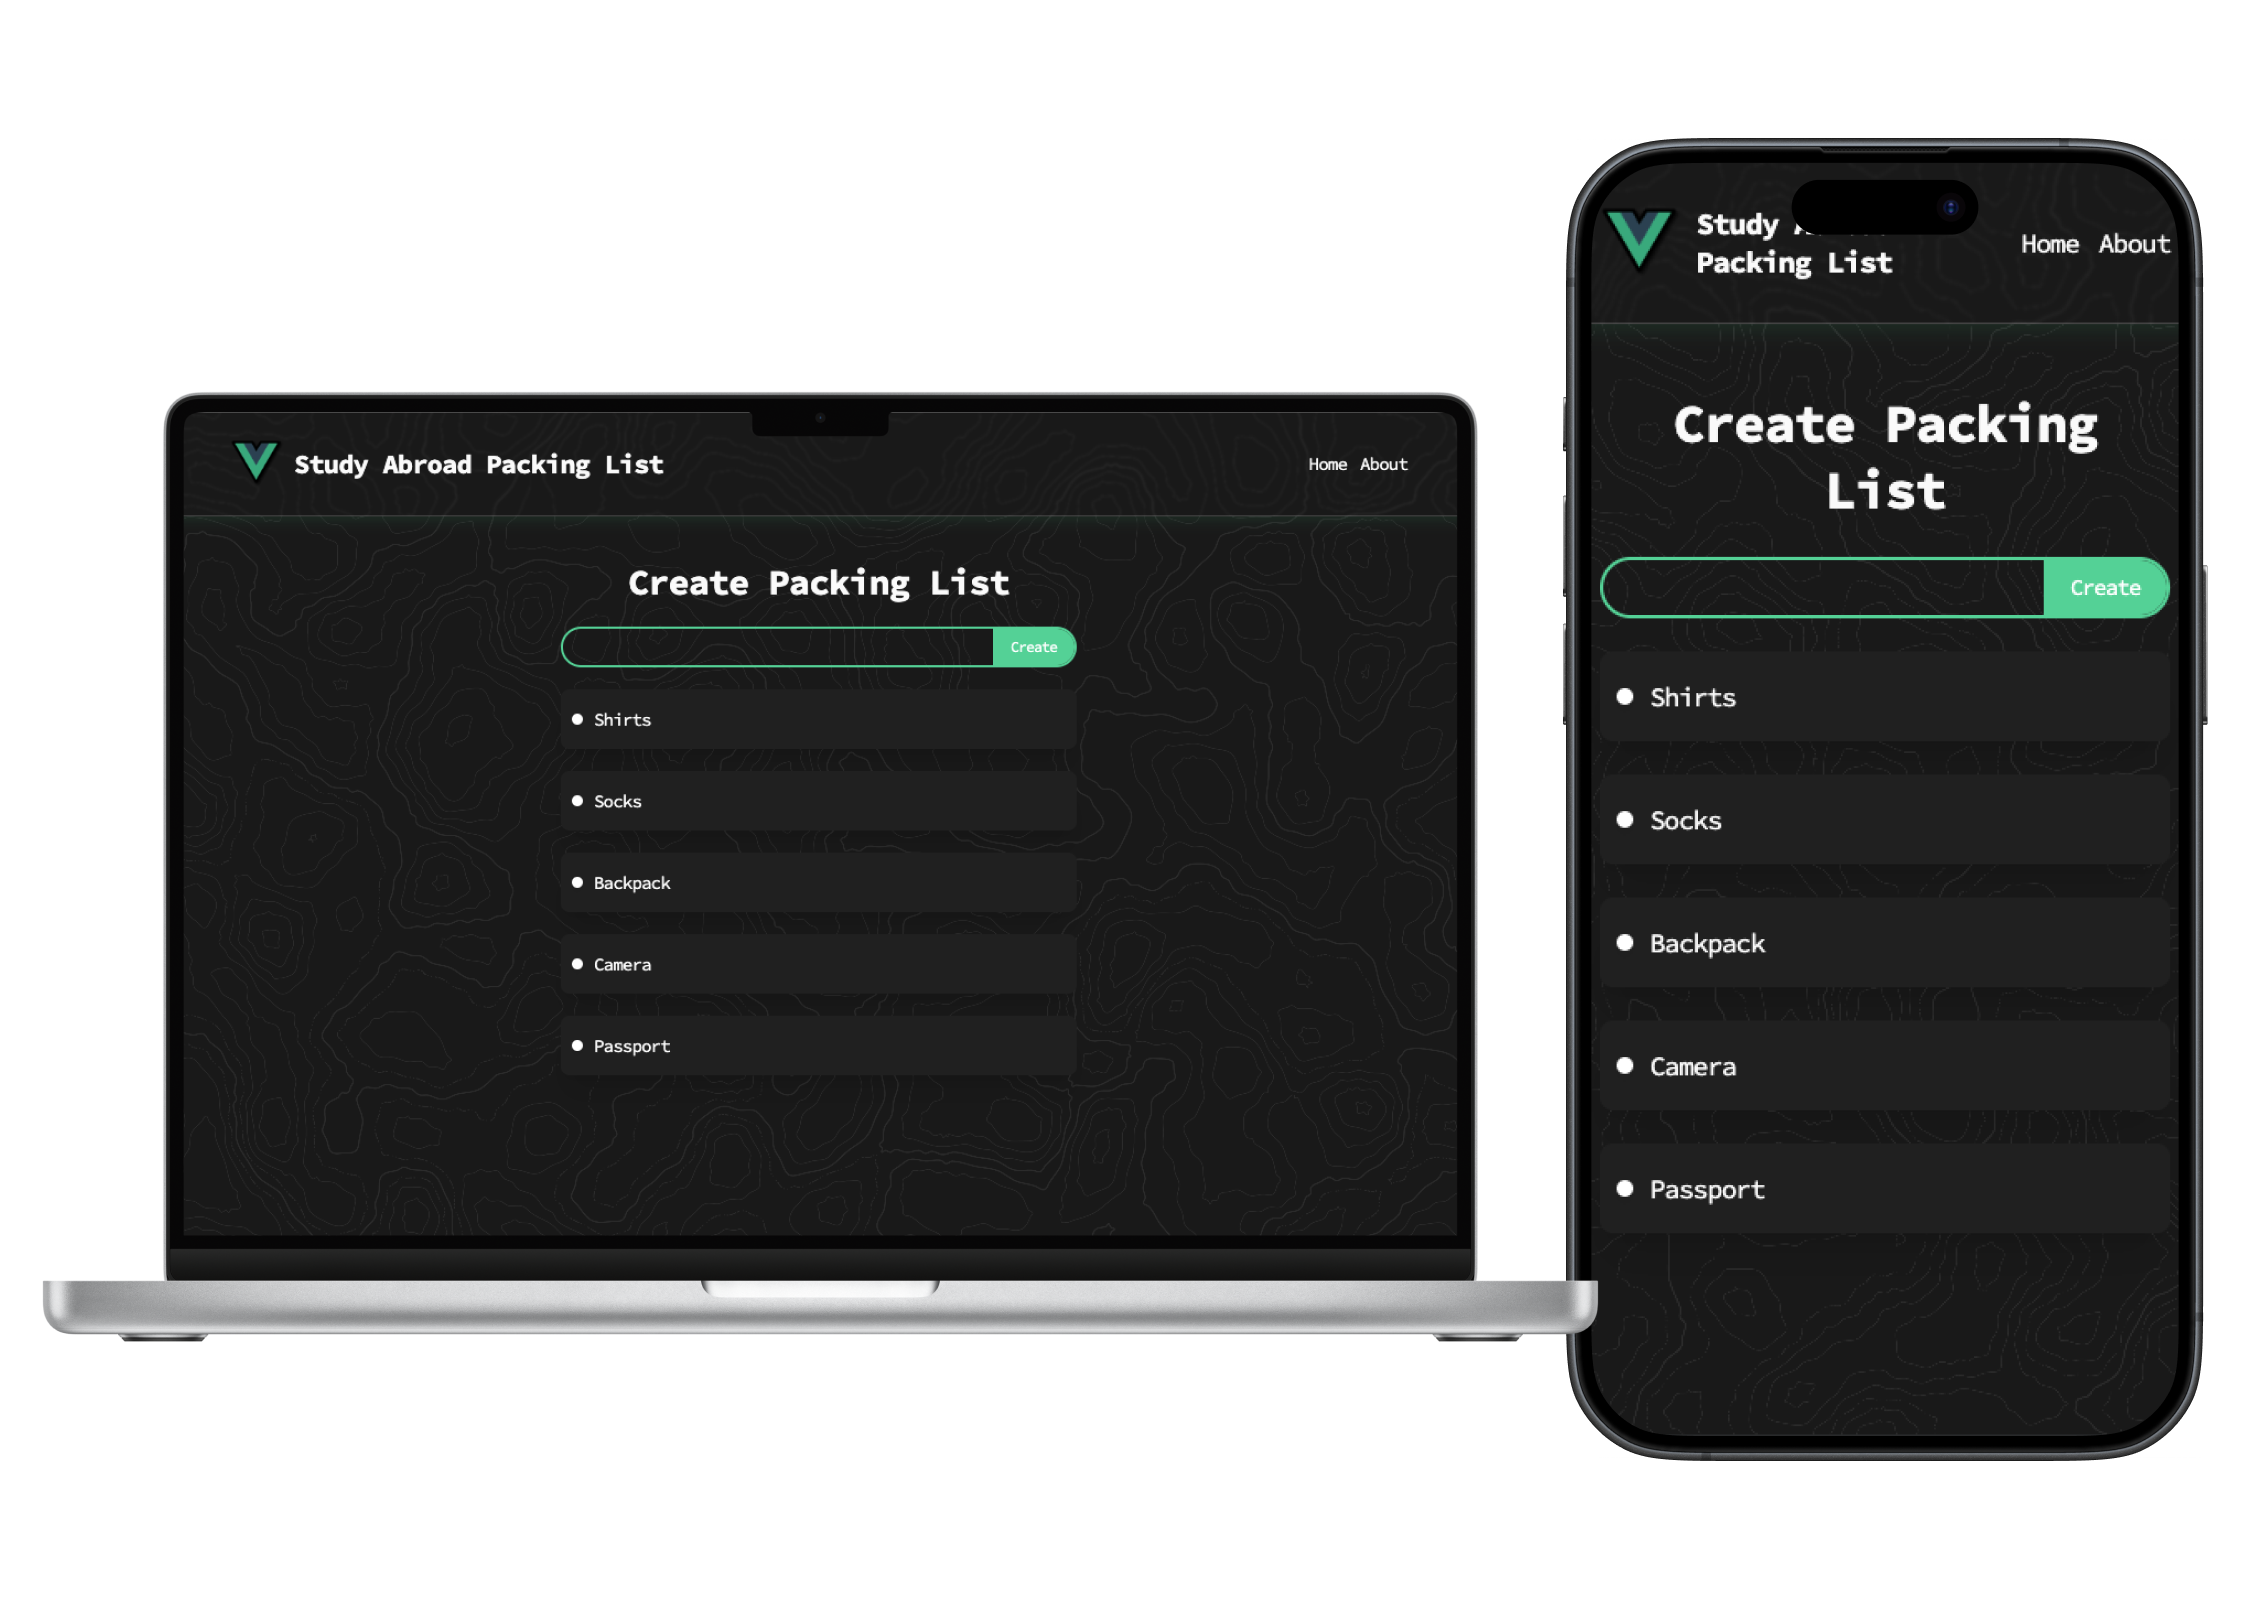 Study Abroad Packing List
Home About
Create Packing List
Create
Shirts
Socks
Backpack
Camera
Passport
Study
Packing List
Home About
Create Packing
List
Create
Shirts
Socks
Backpack
Camera
Passport